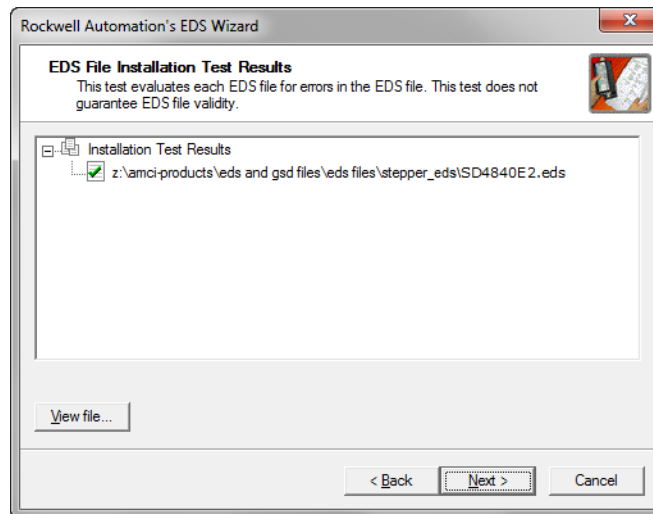 Rockwell Automation's EDS Wizard
EDS File Installation Test Results
This test evaluates each EDS file for errors in the EDS file. This test does not
guarantee EDS file validity.
Installation Test Results
z:\amci-products\eds and gsd files\eds files\stepper_eds\SD4840E2.eds
View file...
< Back Next > Cancel